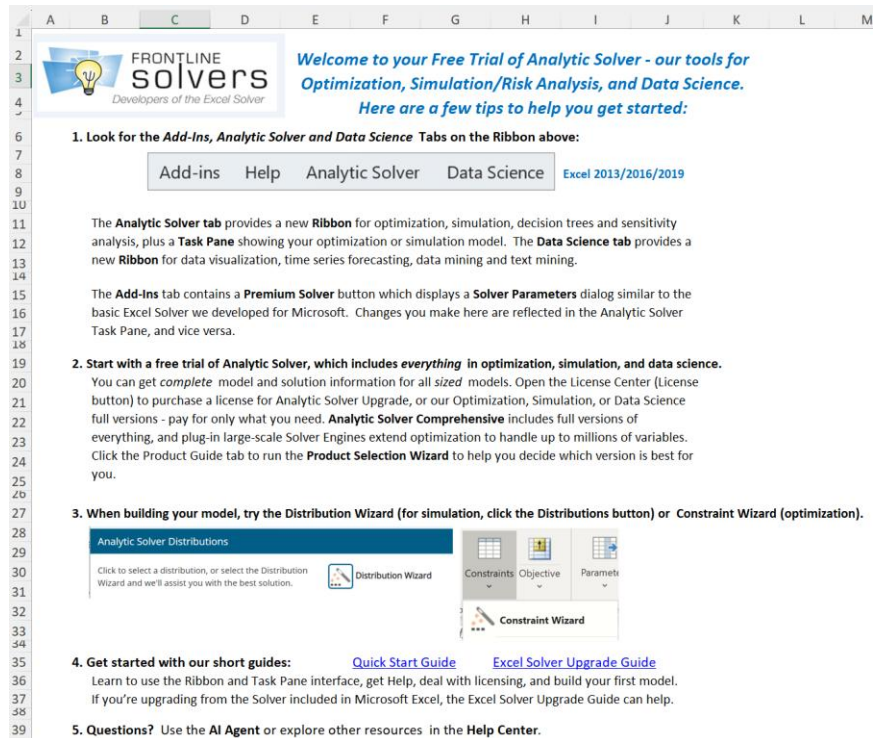 A B C D E F G H I J K L M
1
2
3
4
5
6
7
8
9
10
11
12
13
14
15
16
17
18
19
20
21
22
23
24
25
26
27
28
29
30
31
32
33
34
35
36
37
38
39
FRONTLINE
solvers
Developers of the Excel Solver
Welcome to your Free Trial of Analytic Solver - our tools for
Optimization, Simulation/Risk Analysis, and Data Science.
Here are a few tips to help you get started:
1. Look for the Add-Ins, Analytic Solver and Data Science Tabs on the Ribbon above:
Add-ins Help Analytic Solver Data Science Excel 2013/2016/2019
The Analytic Solver tab provides a new Ribbon for optimization, simulation, decision trees and sensitivity
analysis, plus a Task Pane showing your optimization or simulation model. The Data Science tab provides a
new Ribbon for data visualization, time series forecasting, data mining and text mining.
The Add-Ins tab contains a Premium Solver button which displays a Solver Parameters dialog similar to the
basic Excel Solver we developed for Microsoft. Changes you make here are reflected in the Analytic Solver
Task Pane, and vice versa.
2. Start with a free trial of Analytic Solver, which includes everything in optimization, simulation, and data science.
You can get complete model and solution information for all sized models. Open the License Center (License
button) to purchase a license for Analytic Solver Upgrade, or our Optimization, Simulation, or Data Science
full versions - pay for only what you need. Analytic Solver Comprehensive includes full versions of
everything, and plug-in large-scale Solver Engines extend optimization to handle up to millions of variables.
Click the Product Guide tab to run the Product Selection Wizard to help you decide which version is best for
you.
3. When building your model, try the Distribution Wizard (for simulation, click the Distributions button) or Constraint Wizard (optimization).
Analytic Solver Distributions
Click to select a distribution, or select the Distribution
Wizard and we'll assist you with the best solution.
Distribution Wizard
Constraints Objective Paramete
Constraint Wizard
4. Get started with our short guides: Quick Start Guide Excel Solver Upgrade Guide
Learn to use the Ribbon and Task Pane interface, get Help, deal with licensing, and build your first model.
If you're upgrading from the Solver included in Microsoft Excel, the Excel Solver Upgrade Guide can help.
5. Questions? Use the AI Agent or explore other resources in the Help Center.